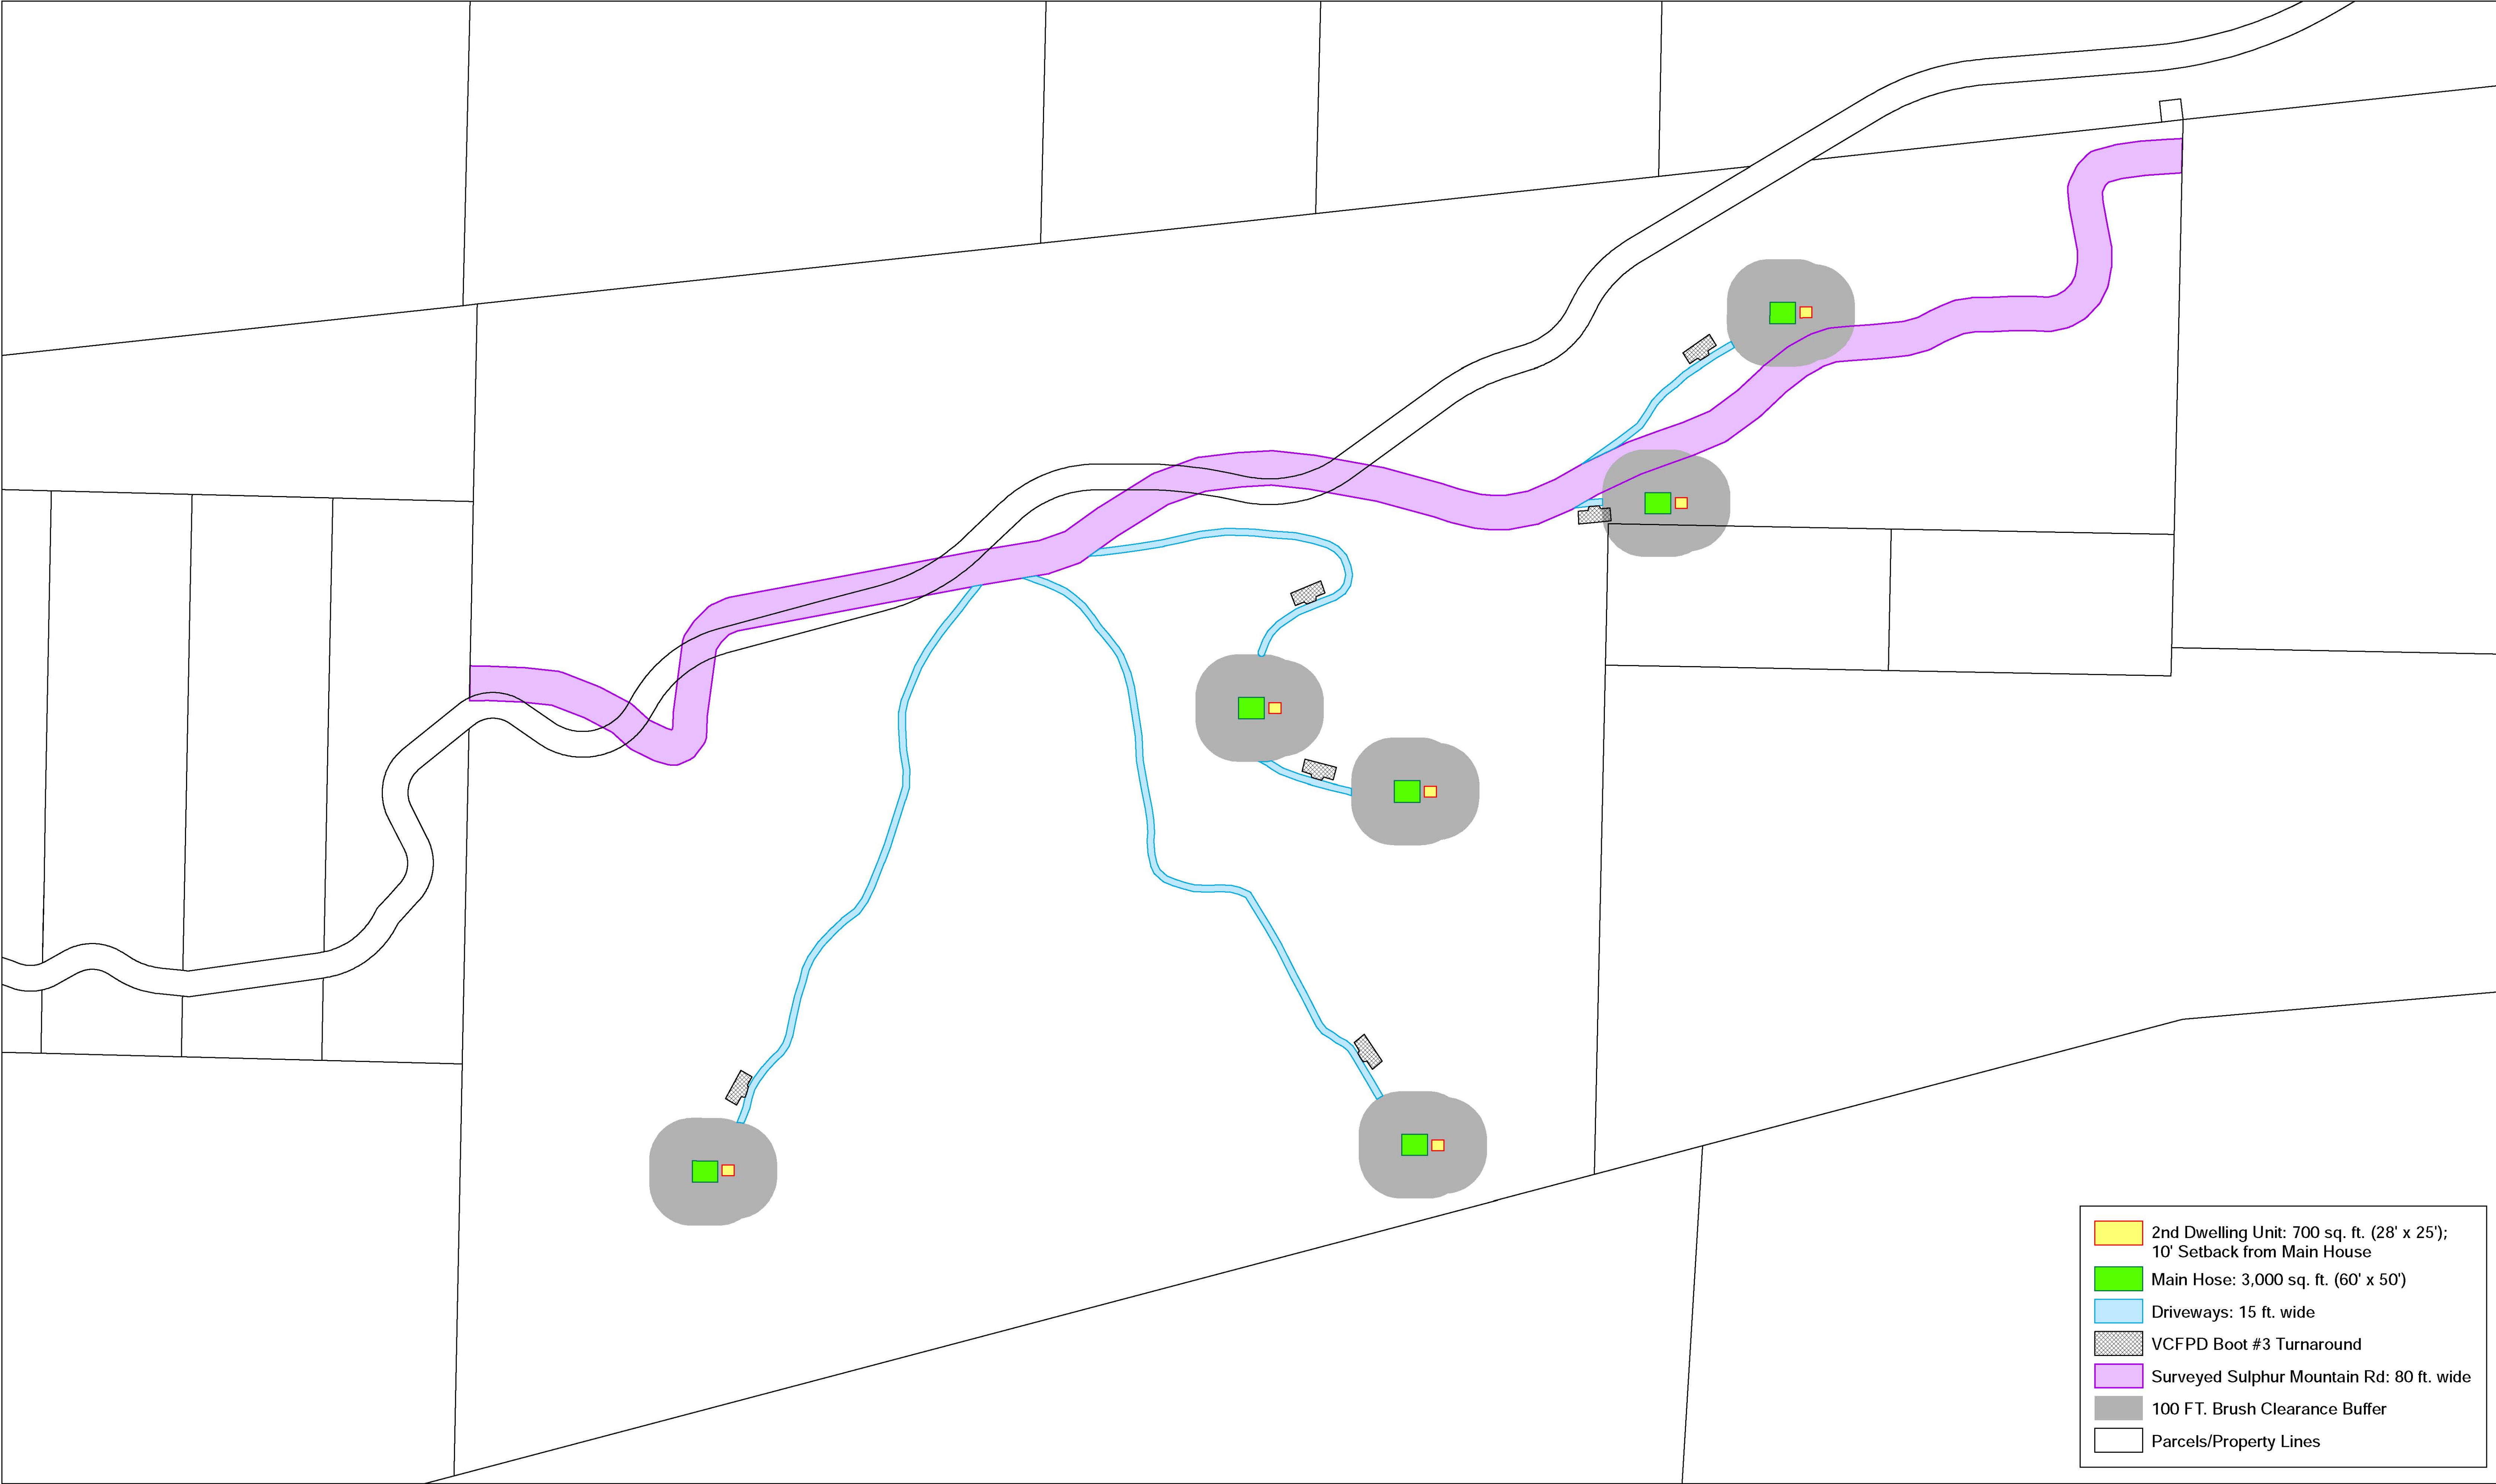 2nd Dwelling Unit: 700 sq. ft. (28' x 25');
10' Setback from Main House
Main Hose: 3,000 sq. ft. (60' x 50')
Driveways: 15 ft. wide
VCFPD Boot #3 Turnaround
Surveyed Sulphur Mountain Rd: 80 ft. wide
100 FT. Brush Clearance Buffer
Parcels/Property Lines